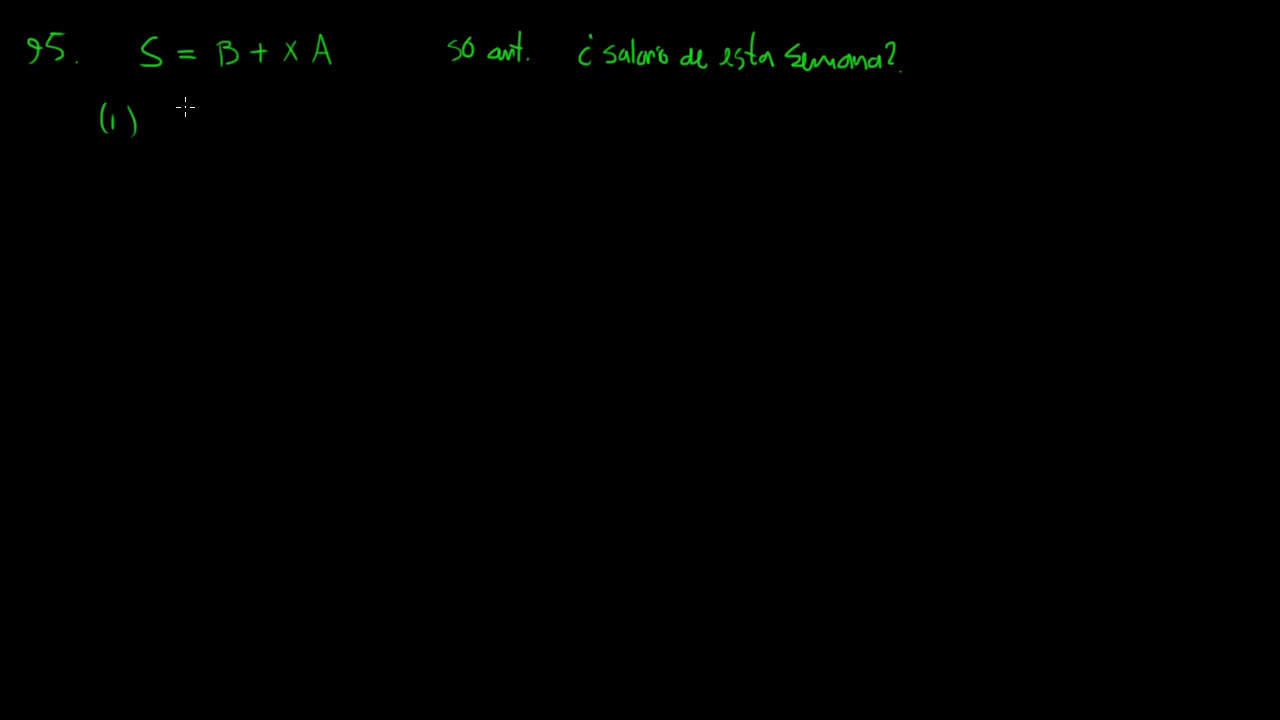 95. S = B + x A 50 ant. ¿ salario de esta semana?
(1)